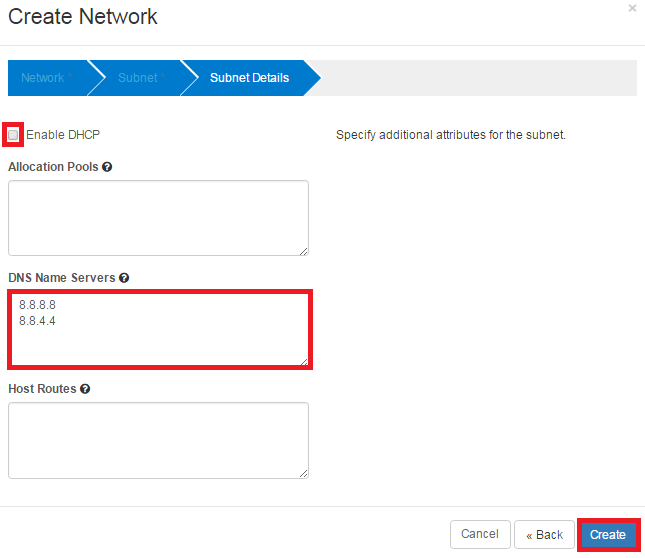 Create Network
×
Network *
Subnet *
Subnet Details
Enable DHCP
Specify additional attributes for the subnet.
Allocation Pools
DNS Name Servers
8.8.8.8
8.8.4.4
Host Routes
Cancel
« Back
Create